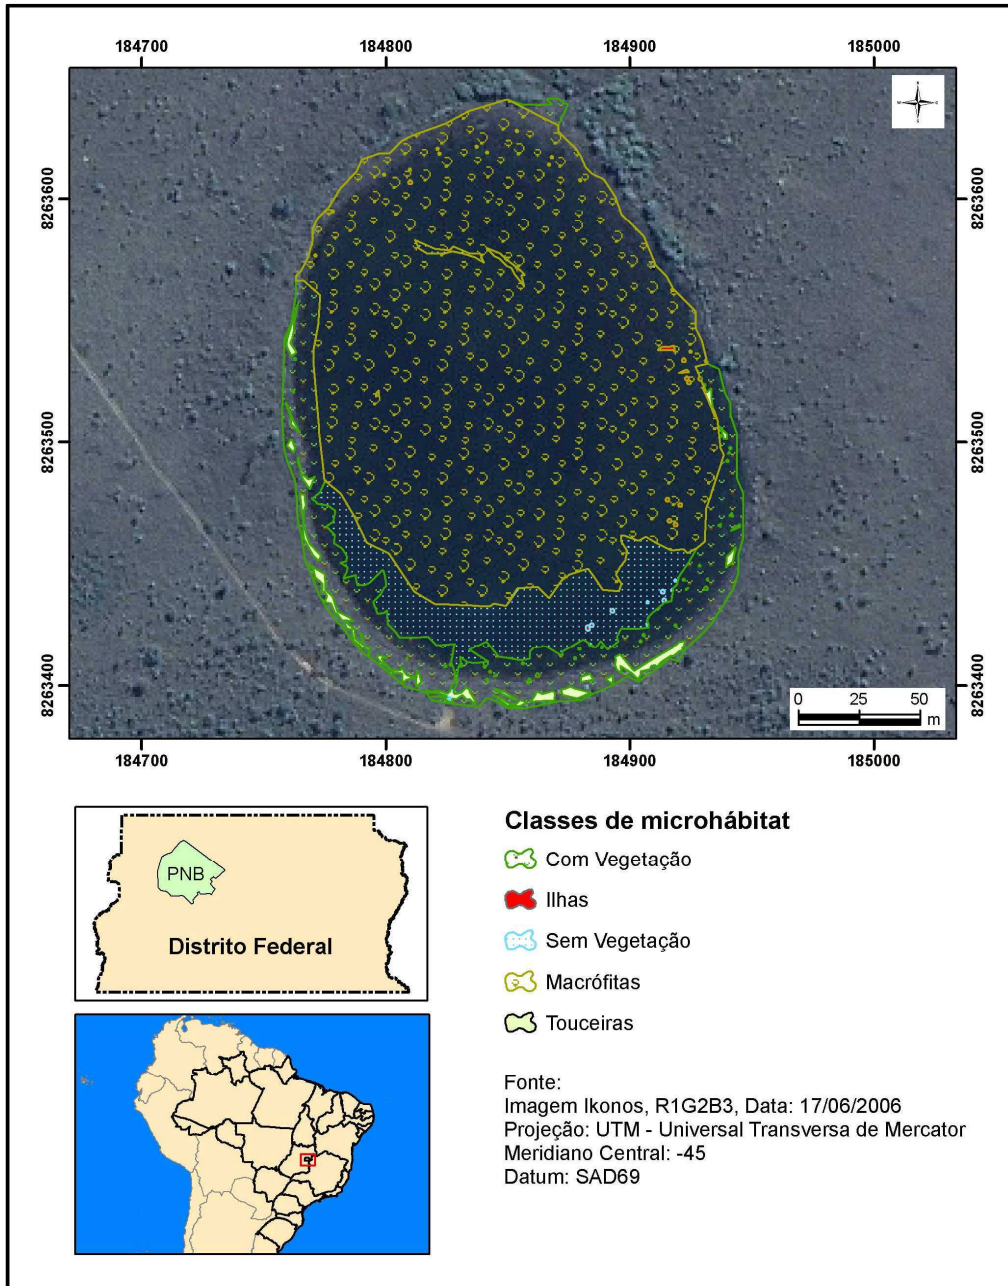 184700 184800 184900 185000
8263600 8263600
8263500 8263500
8263400 8263400
0 25 50
m
184700 184800 184900 185000
PNB
Distrito Federal
Classes de microhábitat
Com Vegetação
Ilhas
Sem Vegetação
Macrófitas
Touceiras
Fonte:
Imagem Ikonos, R1G2B3, Data: 17/06/2006
Projeção: UTM - Universal Transversa de Mercator
Meridiano Central: -45
Datum: SAD69